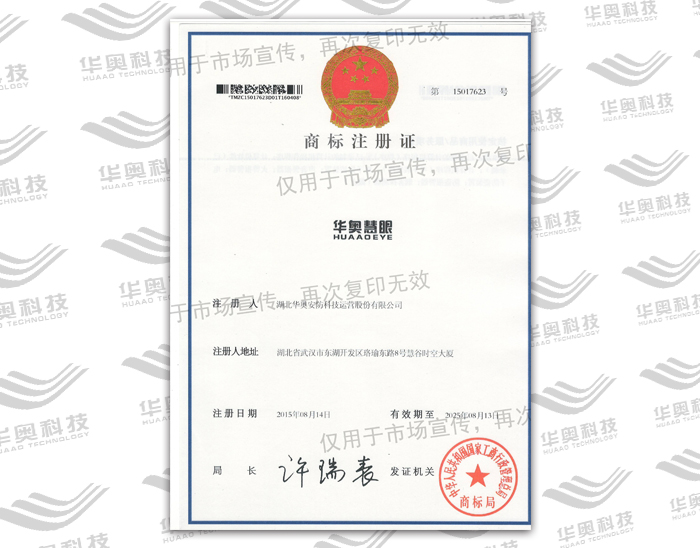 *TMZC15017623D01T160408*
第 15017623 号
商标注册证
华奥慧眼
HUAAOEYE
注册人 湖北华奥安防科技运营股份有限公司
注册人地址 湖北省武汉市东湖开发区珞瑜东路8号慧谷时空大厦
注册日期 2015年08月14日 有效期至 2025年08月13日
局长 许瑞表 发证机关
中华人民共和国国家工商行政管理总局
商标局
用于市场宣传，再次复印无效
仅用于市场宣传，再次复印
于市场宣传，再次复印无效
仅用于市场宣传，再次
华奥科技
HUAAO TECHNOLOGY